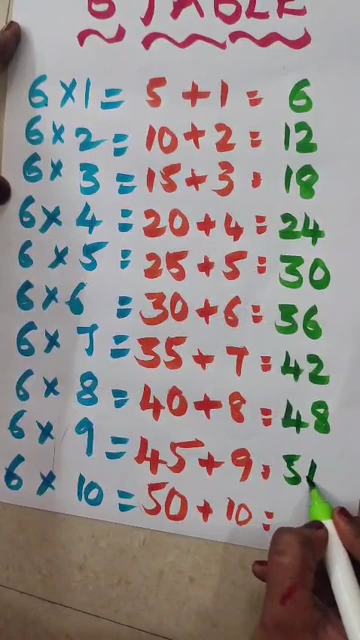 6 TABLE
6 × 1 = 5 + 1 = 6
6 × 2 = 10 + 2 = 12
6 × 3 = 15 + 3 = 18
6 × 4 = 20 + 4 = 24
6 × 5 = 25 + 5 = 30
6 × 6 = 30 + 6 = 36
6 × 7 = 35 + 7 = 42
6 × 8 = 40 + 8 = 48
6 × 9 = 45 + 9 = 5
6 × 10 = 50 + 10 =